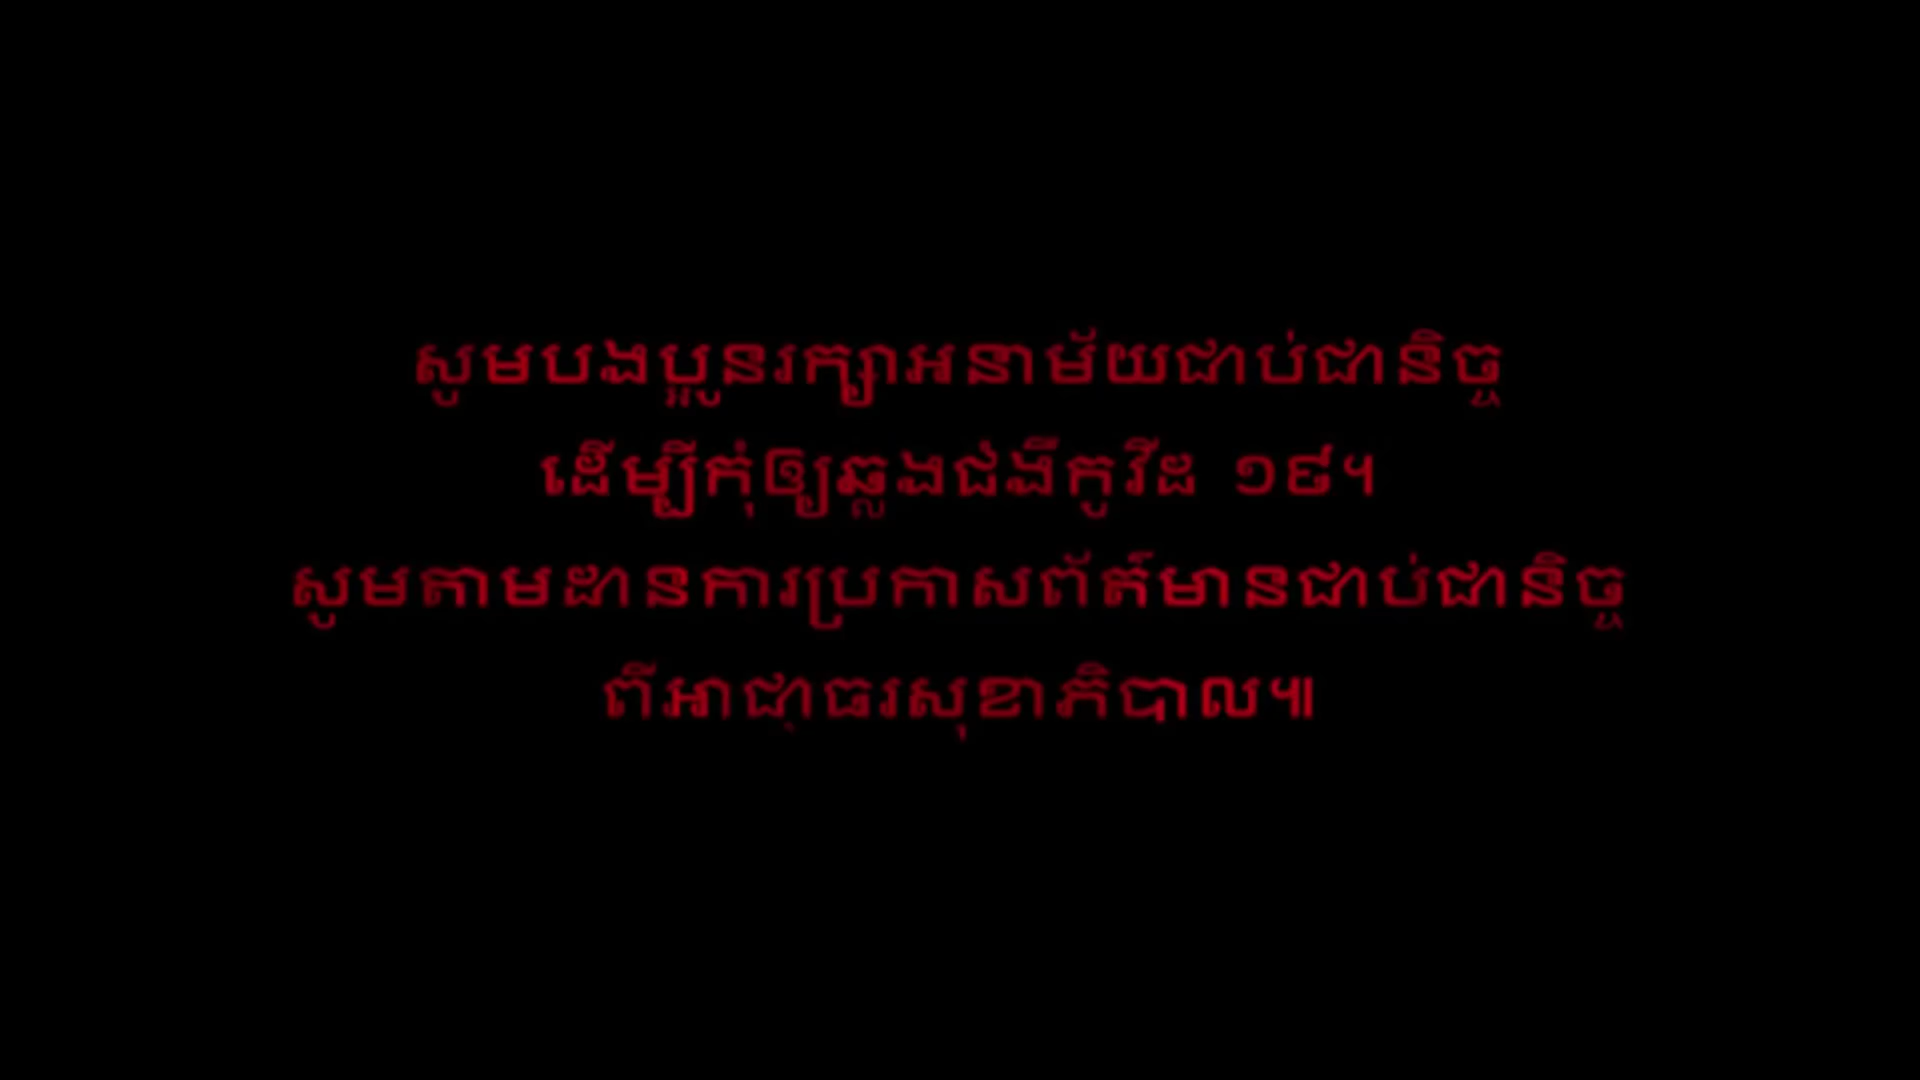 សូមបងប្អូនរក្សាអនាម័យជាប់ជានិច្ច
ដើម្បីកុំឲ្យឆ្លងជំងឺកូវីដ ១៩។
សូមតាមដានការប្រកាសព័ត៌មានជាប់ជានិច្ច
ពីអាជ្ញាធរសុខាភិបាល៕